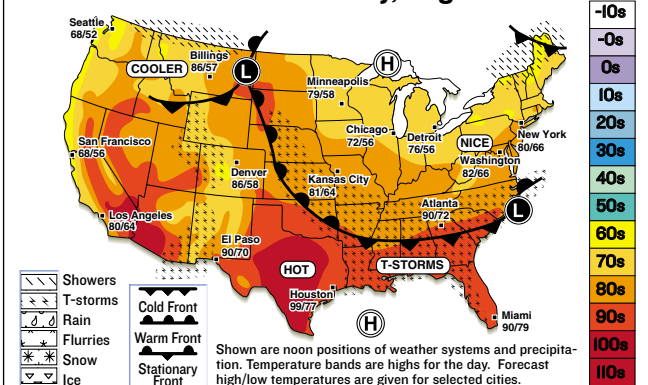 Seattle
68/52
COOLER
Billings
86/57
L
H
Minneapolis
79/58
Chicago
72/56
Detroit
76/56
NICE
New York
80/66
Washington
82/66
San Francisco
68/56
Denver
86/58
Kansas City
81/64
Los Angeles
80/64
El Paso
90/70
Atlanta
90/72
L
HOT
T-STORMS
Houston
99/77
H
Miami
90/79
Showers
T-storms
Rain
Flurries
Snow
Ice
Cold Front
Warm Front
Stationary
Front
Shown are noon positions of weather systems and precipita-
tion. Temperature bands are highs for the day. Forecast
high/low temperatures are given for selected cities.
-10s
-0s
0s
10s
20s
30s
40s
50s
60s
70s
80s
90s
100s
110s